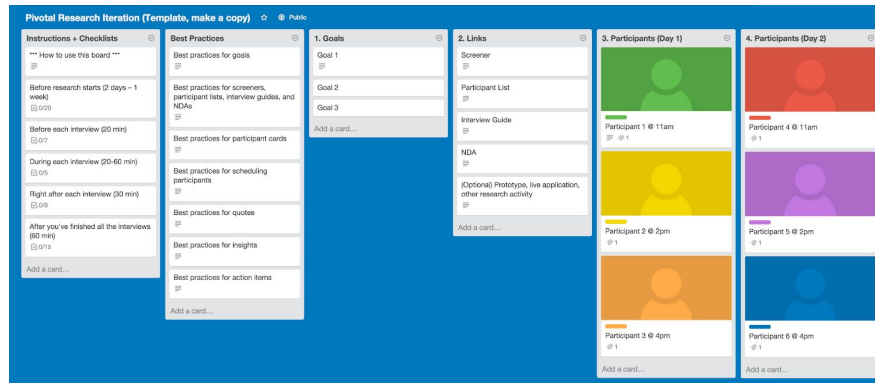 Pivotal Research Iteration (Template, make a copy) Public
Instructions + Checklists
*** How to use this board ***
Before research starts (2 days – 1
week)
0/20
Before each interview (20 min)
0/7
During each interview (20-60 min)
0/5
Right after each interview (30 min)
0/9
After you've finished all the interviews
(60 min)
0/15
Add a card…
Best Practices
Best practices for goals
Best practices for screeners,
participant lists, interview guides, and
NDAs
Best practices for participant cards
Best practices for scheduling
participants
Best practices for quotes
Best practices for insights
Best practices for action items
Add a card…
1. Goals
Goal 1
Goal 2
Goal 3
Add a card…
2. Links
Screener
Participant List
Interview Guide
NDA
(Optional) Prototype, live application,
other research activity
Add a card…
3. Participants (Day 1)
Participant 1 @ 11am
1
Participant 2 @ 2pm
1
Participant 3 @ 4pm
1
Add a card…
4. Participants (Day 2)
Participant 4 @ 11am
1
Participant 5 @ 2pm
1
Participant 6 @ 4pm
1
Add a card…